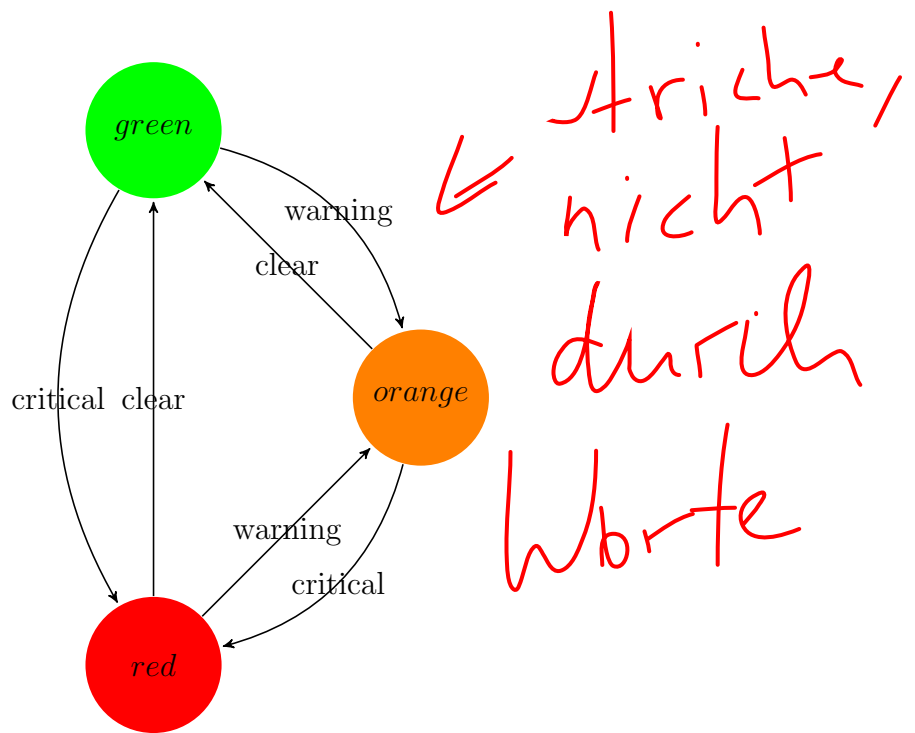 green
warning
clear
critical clear
orange
warning
critical
red
Striche,
nicht
durch
Worte